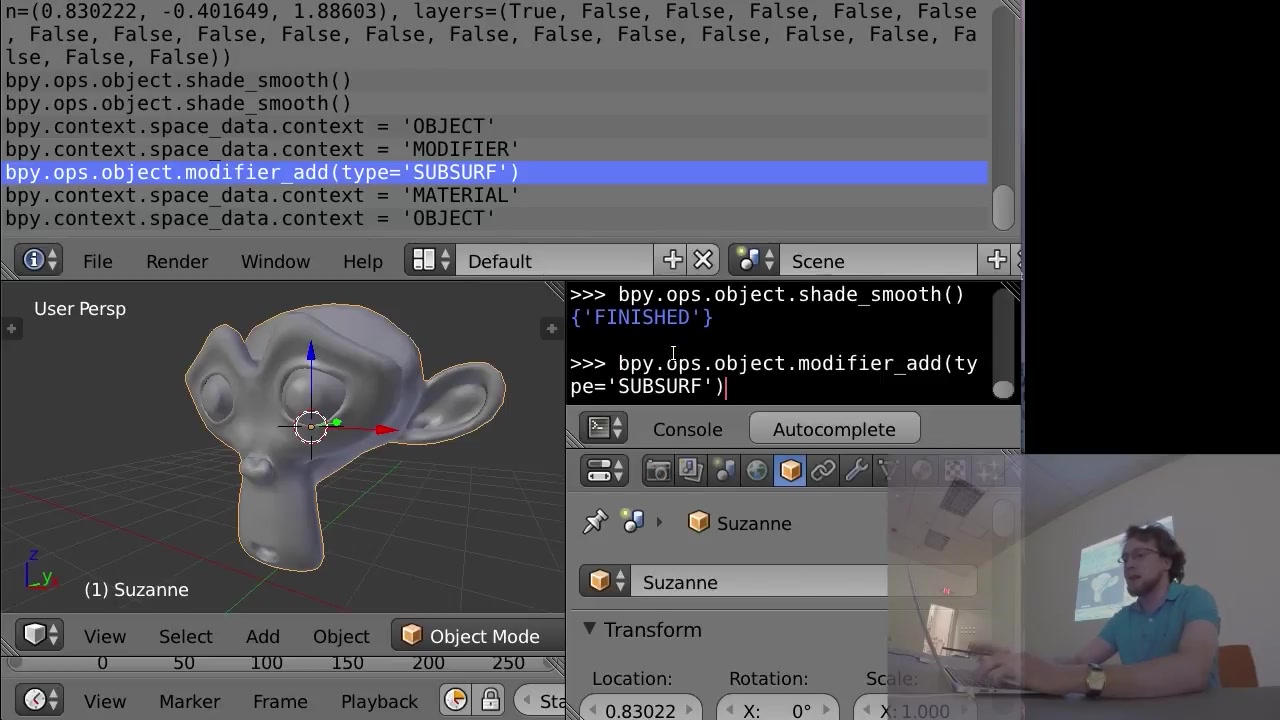 n=(0.830222, -0.401649, 1.88603), layers=(True, False, False, False, False, False
, False, False, False, False, False, False, False, False, False, False, False, Fa
lse, False, False))
bpy.ops.object.shade_smooth()
bpy.ops.object.shade_smooth()
bpy.context.space_data.context = 'OBJECT'
bpy.context.space_data.context = 'MODIFIER'
bpy.ops.object.modifier_add(type='SUBSURF')
bpy.context.space_data.context = 'MATERIAL'
bpy.context.space_data.context = 'OBJECT'
File Render Window Help Default Scene
User Persp
(1) Suzanne
z
y
View Select Add Object Object Mode
0 50 100 150 200 250
View Marker Frame Playback Sta
>>> bpy.ops.object.shade_smooth()
{'FINISHED'}
>>> bpy.ops.object.modifier_add(ty
pe='SUBSURF')
Console Autocomplete
Suzanne
Suzanne
Transform
Location: Rotation: Scale:
0.83022 X: 0° X: 1.000